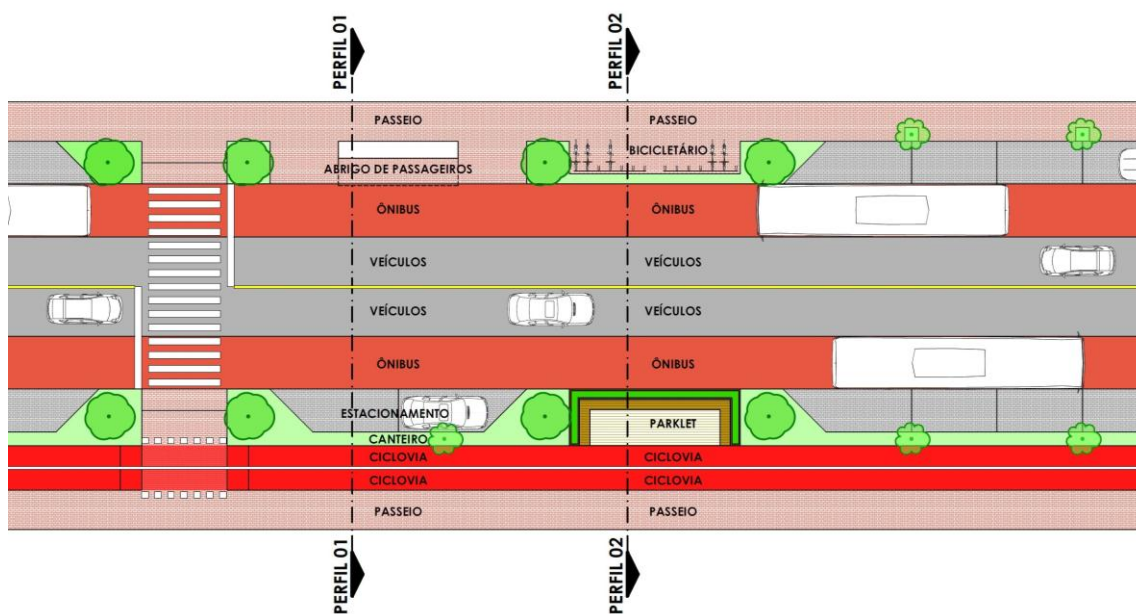 PERFIL 01
PERFIL 02
PASSEIO
PASSEIO
BICICLETÁRIO
ABRIGO DE PASSAGEIROS
ÔNIBUS
ÔNIBUS
VEÍCULOS
VEÍCULOS
VEÍCULOS
VEÍCULOS
ÔNIBUS
ÔNIBUS
ESTACIONAMENTO
PARKLET
CANTEIRO
CICLOVIA
CICLOVIA
CICLOVIA
CICLOVIA
PASSEIO
PASSEIO
PERFIL 01
PERFIL 02